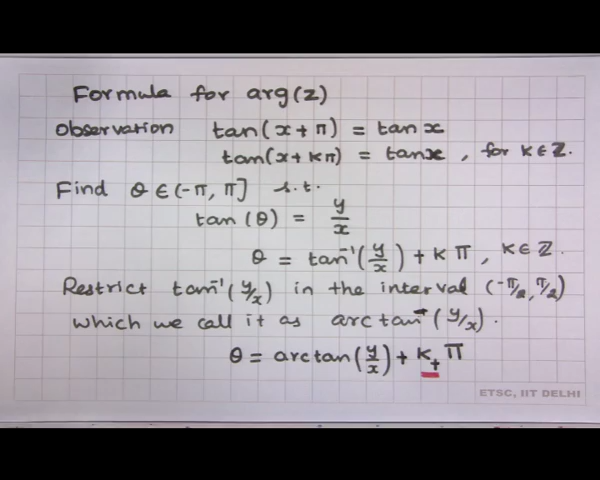 Formula for arg(z)
Observation tan(x+π) = tan x
tan(x+kπ) = tan x , for k∈ℤ.
Find θ∈(-π, π] s.t.
tan(θ) = y/x
θ = tan⁻¹(y/x) + kπ, k∈ℤ.
Restrict tan⁻¹(y/x) in the interval (-π/2, π/2)
which we call it as arc tan (y/x).
θ = arctan(y/x) + k₊π
ETSC, IIT DELHI